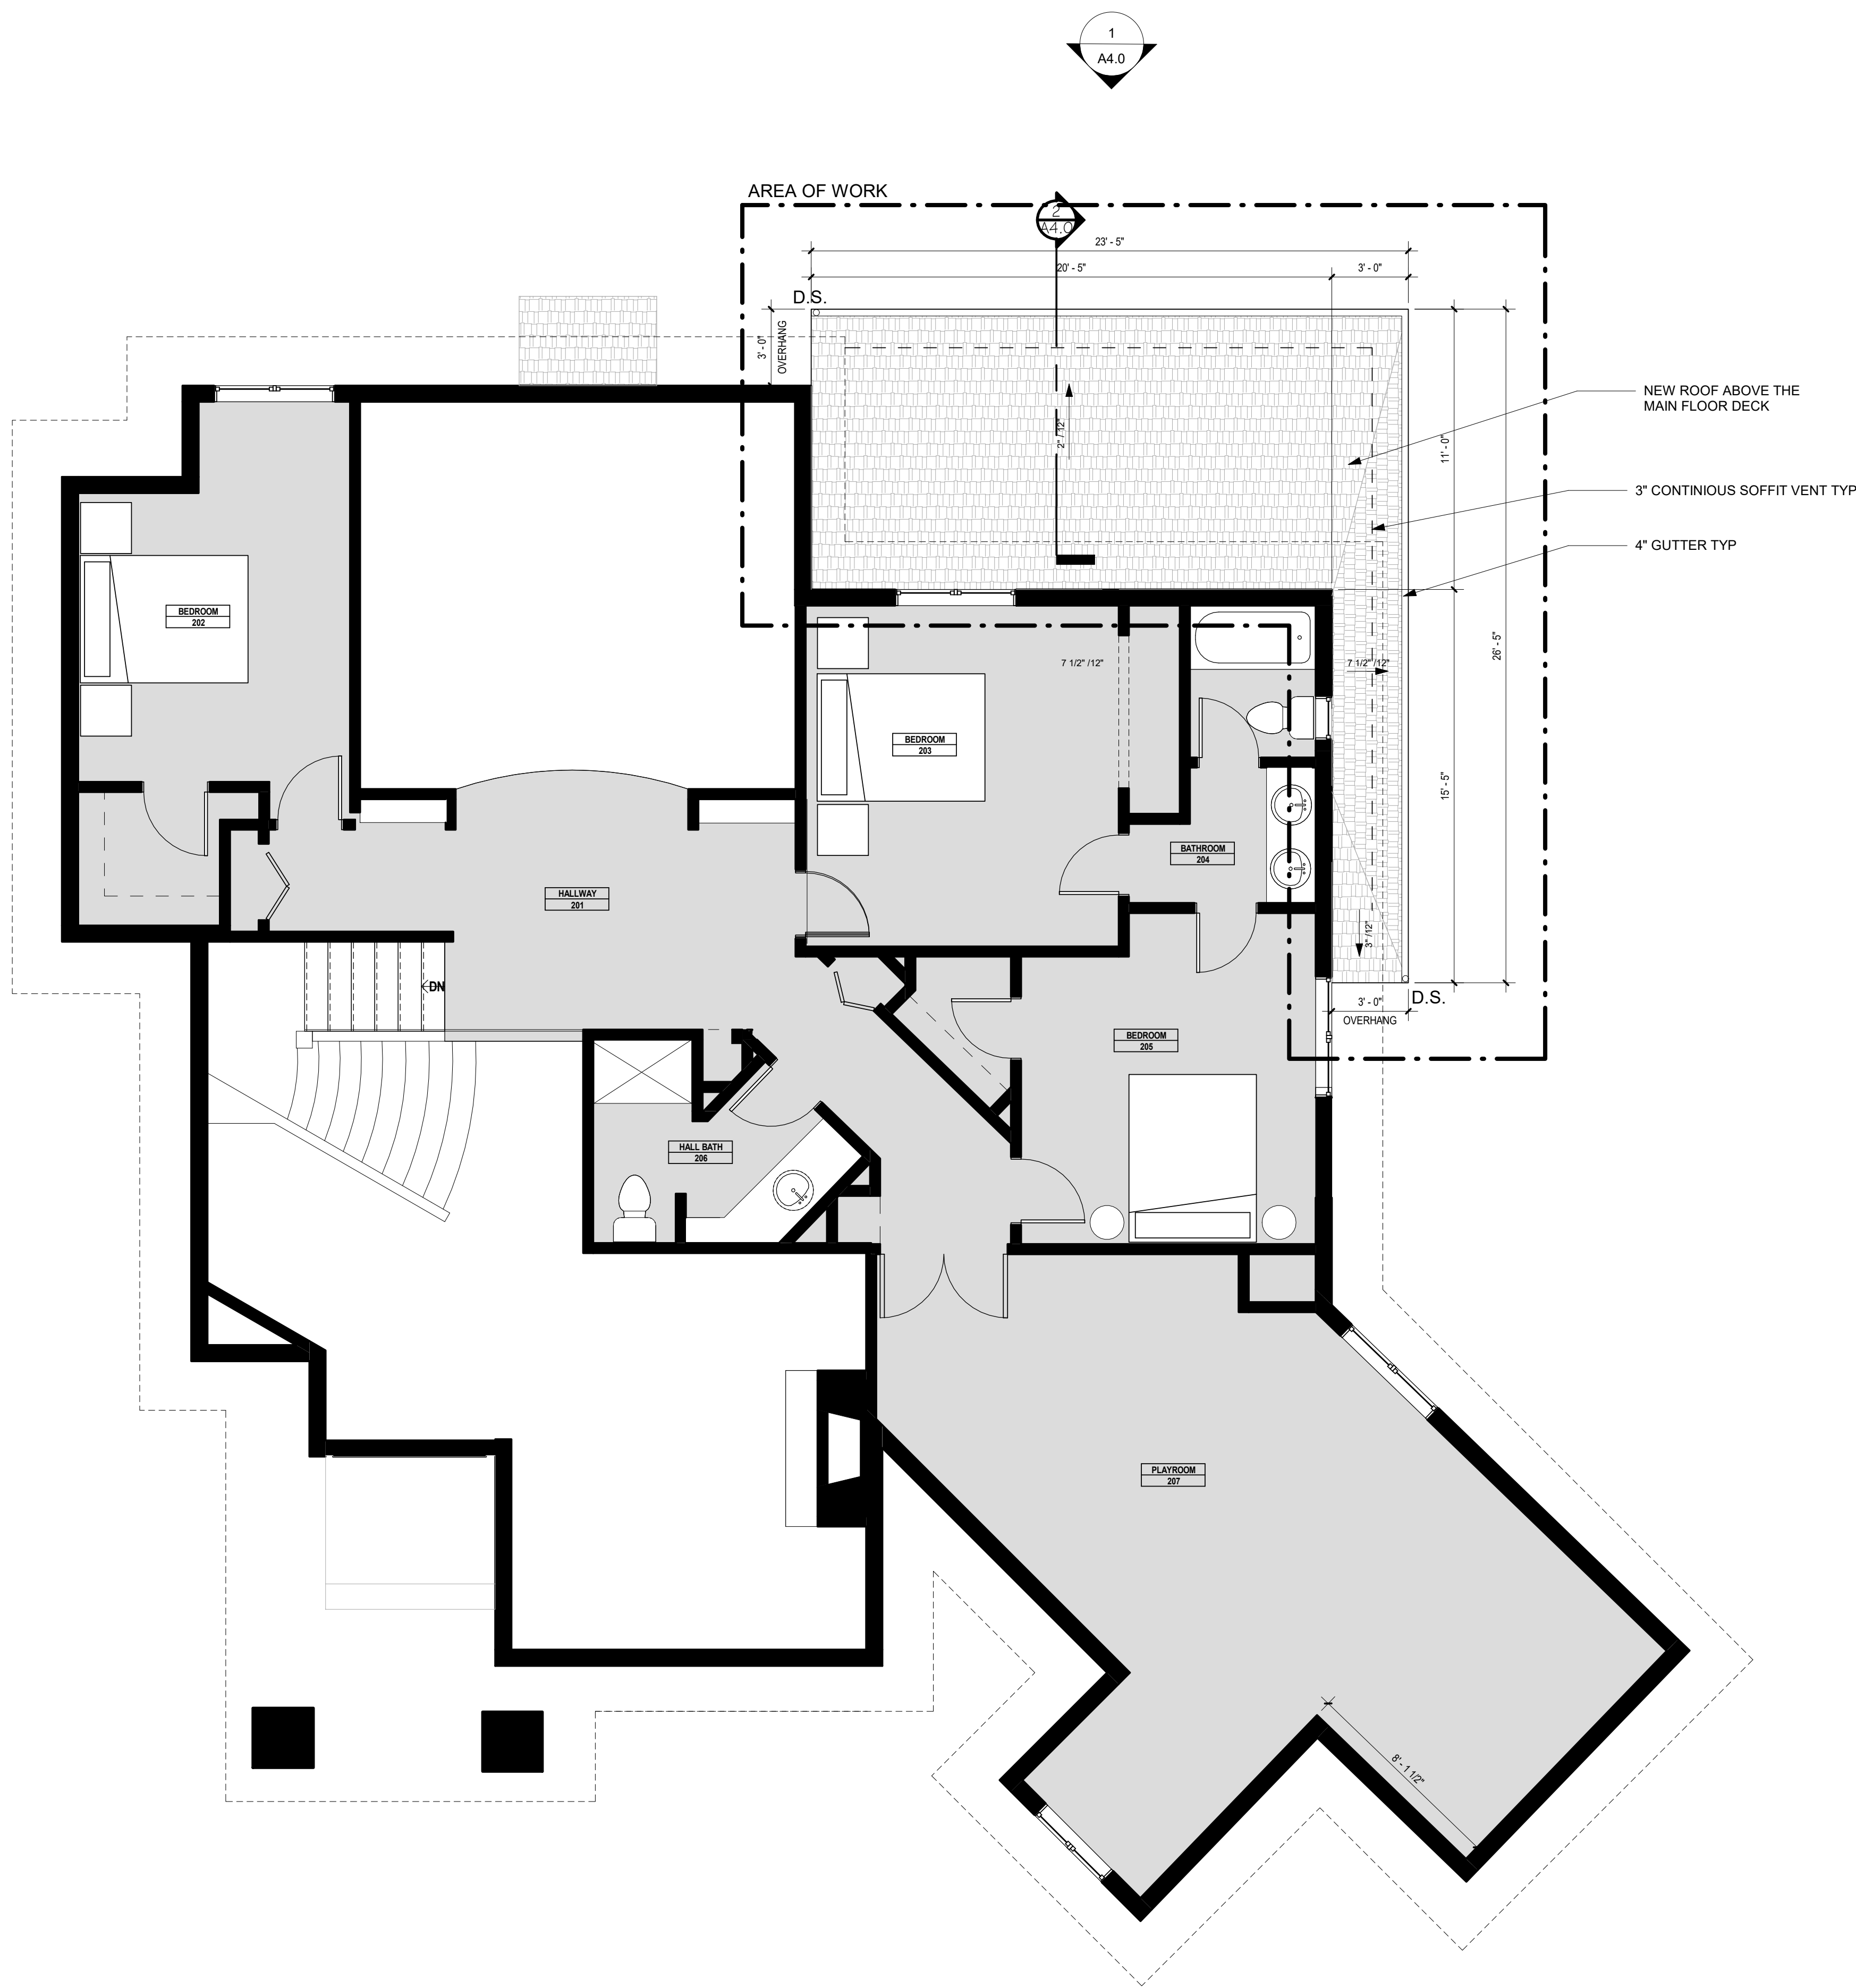 1
A4.0
AREA OF WORK
2
A4.0
23' - 5"
20' - 5"
3' - 0"
D.S.
3' - 0"
OVERHANG
NEW ROOF ABOVE THE
MAIN FLOOR DECK
2" / 12"
11' - 0"
3" CONTINIOUS SOFFIT VENT TYP
4" GUTTER TYP
BEDROOM
202
26' - 5"
7 1/2" /12"
7 1/2" /12"
BEDROOM
203
15' - 5"
BATHROOM
204
HALLWAY
201
3" /12"
DN
3' - 0"
D.S.
OVERHANG
BEDROOM
205
HALL BATH
206
PLAYROOM
207
8' - 1 1/2"